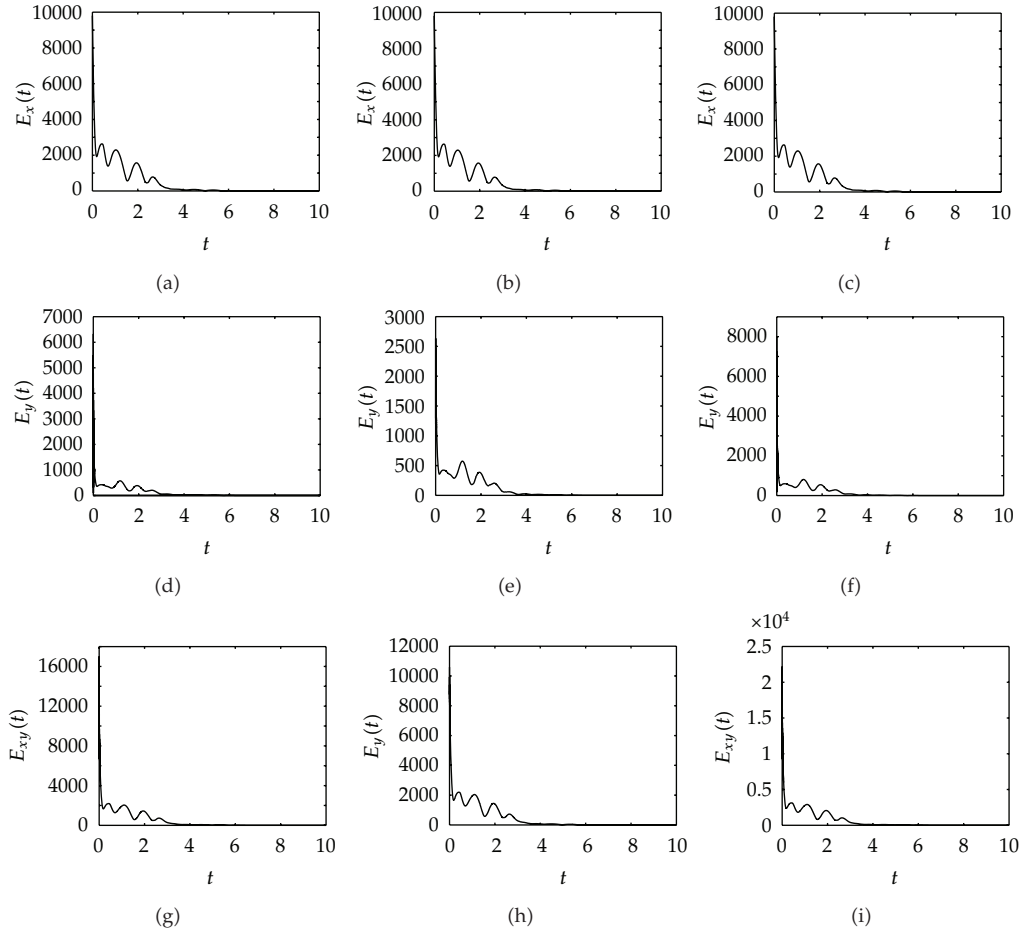 10000
8000
6000
4000
2000
0
E_x(t)
0 2 4 6 8 10
t
(a)
10000
8000
6000
4000
2000
0
E_x(t)
0 2 4 6 8 10
t
(b)
10000
8000
6000
4000
2000
0
E_x(t)
0 2 4 6 8 10
t
(c)
7000
6000
5000
4000
3000
2000
1000
0
E_y(t)
0 2 4 6 8 10
t
(d)
3000
2500
2000
1500
1000
500
0
E_y(t)
0 2 4 6 8 10
t
(e)
8000
6000
4000
2000
0
E_y(t)
0 2 4 6 8 10
t
(f)
16000
12000
8000
4000
0
E_xy(t)
0 2 4 6 8 10
t
(g)
12000
10000
8000
6000
4000
2000
0
E_y(t)
0 2 4 6 8 10
t
(h)
×10⁴
2.5
2
1.5
1
0.5
0
E_xy(t)
0 2 4 6 8 10
t
(i)